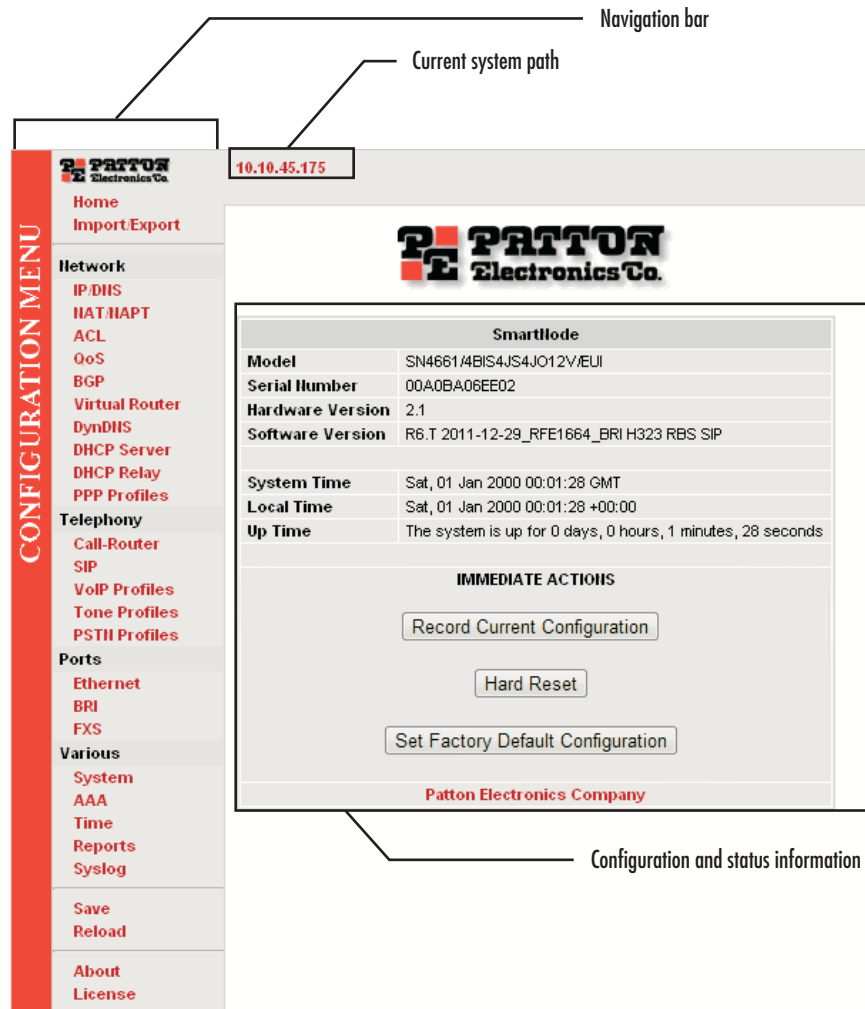 Navigation bar
Current system path
CONFIGURATION MENU
PE PATTON
Electronics Co.
Home
Import/Export
Network
IP/DNS
NAT/NAPT
ACL
QoS
BGP
Virtual Router
DynDNS
DHCP Server
DHCP Relay
PPP Profiles
Telephony
Call-Router
SIP
VoIP Profiles
Tone Profiles
PSTN Profiles
Ports
Ethernet
BRI
FXS
Various
System
AAA
Time
Reports
Syslog
Save
Reload
About
License
10.10.45.175
PE PATTON
Electronics Co.
SmartNode
Model SN4661/4BIS4JS4JO12V/EUI
Serial Number 00A0BA06EE02
Hardware Version 2.1
Software Version R6.T 2011-12-29_RFE1664_BRI H323 RBS SIP
System Time Sat, 01 Jan 2000 00:01:28 GMT
Local Time Sat, 01 Jan 2000 00:01:28 +00:00
Up Time The system is up for 0 days, 0 hours, 1 minutes, 28 seconds
IMMEDIATE ACTIONS
Record Current Configuration
Hard Reset
Set Factory Default Configuration
Patton Electronics Company
Configuration and status information